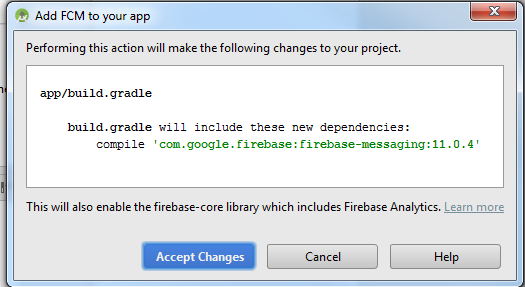 Add FCM to your app
Performing this action will make the following changes to your project.
app/build.gradle
build.gradle will include these new dependencies:
compile 'com.google.firebase:firebase-messaging:11.0.4'
This will also enable the firebase-core library which includes Firebase Analytics. Learn more
Accept Changes Cancel Help